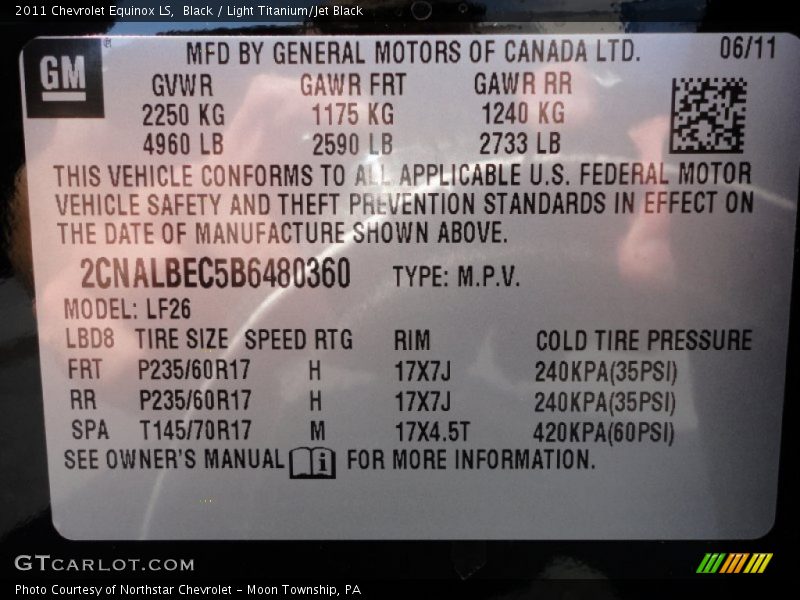 2011 Chevrolet Equinox LS,  Black / Light Titanium/Jet Black
GM
MFD BY GENERAL MOTORS OF CANADA LTD. 06/11
GVWR GAWR FRT GAWR RR
2250 KG 1175 KG 1240 KG
4960 LB 2590 LB 2733 LB
THIS VEHICLE CONFORMS TO ALL APPLICABLE U.S. FEDERAL MOTOR
VEHICLE SAFETY AND THEFT PREVENTION STANDARDS IN EFFECT ON
THE DATE OF MANUFACTURE SHOWN ABOVE.
2CNALBEC5B6480360 TYPE: M.P.V.
MODEL: LF26
LBD8 TIRE SIZE SPEED RTG RIM COLD TIRE PRESSURE
FRT P235/60R17 H 17X7J 240KPA(35PSI)
RR P235/60R17 H 17X7J 240KPA(35PSI)
SPA T145/70R17 M 17X4.5T 420KPA(60PSI)
SEE OWNER'S MANUAL i FOR MORE INFORMATION.
GTCARLOT.COM
Photo Courtesy of Northstar Chevrolet - Moon Township, PA